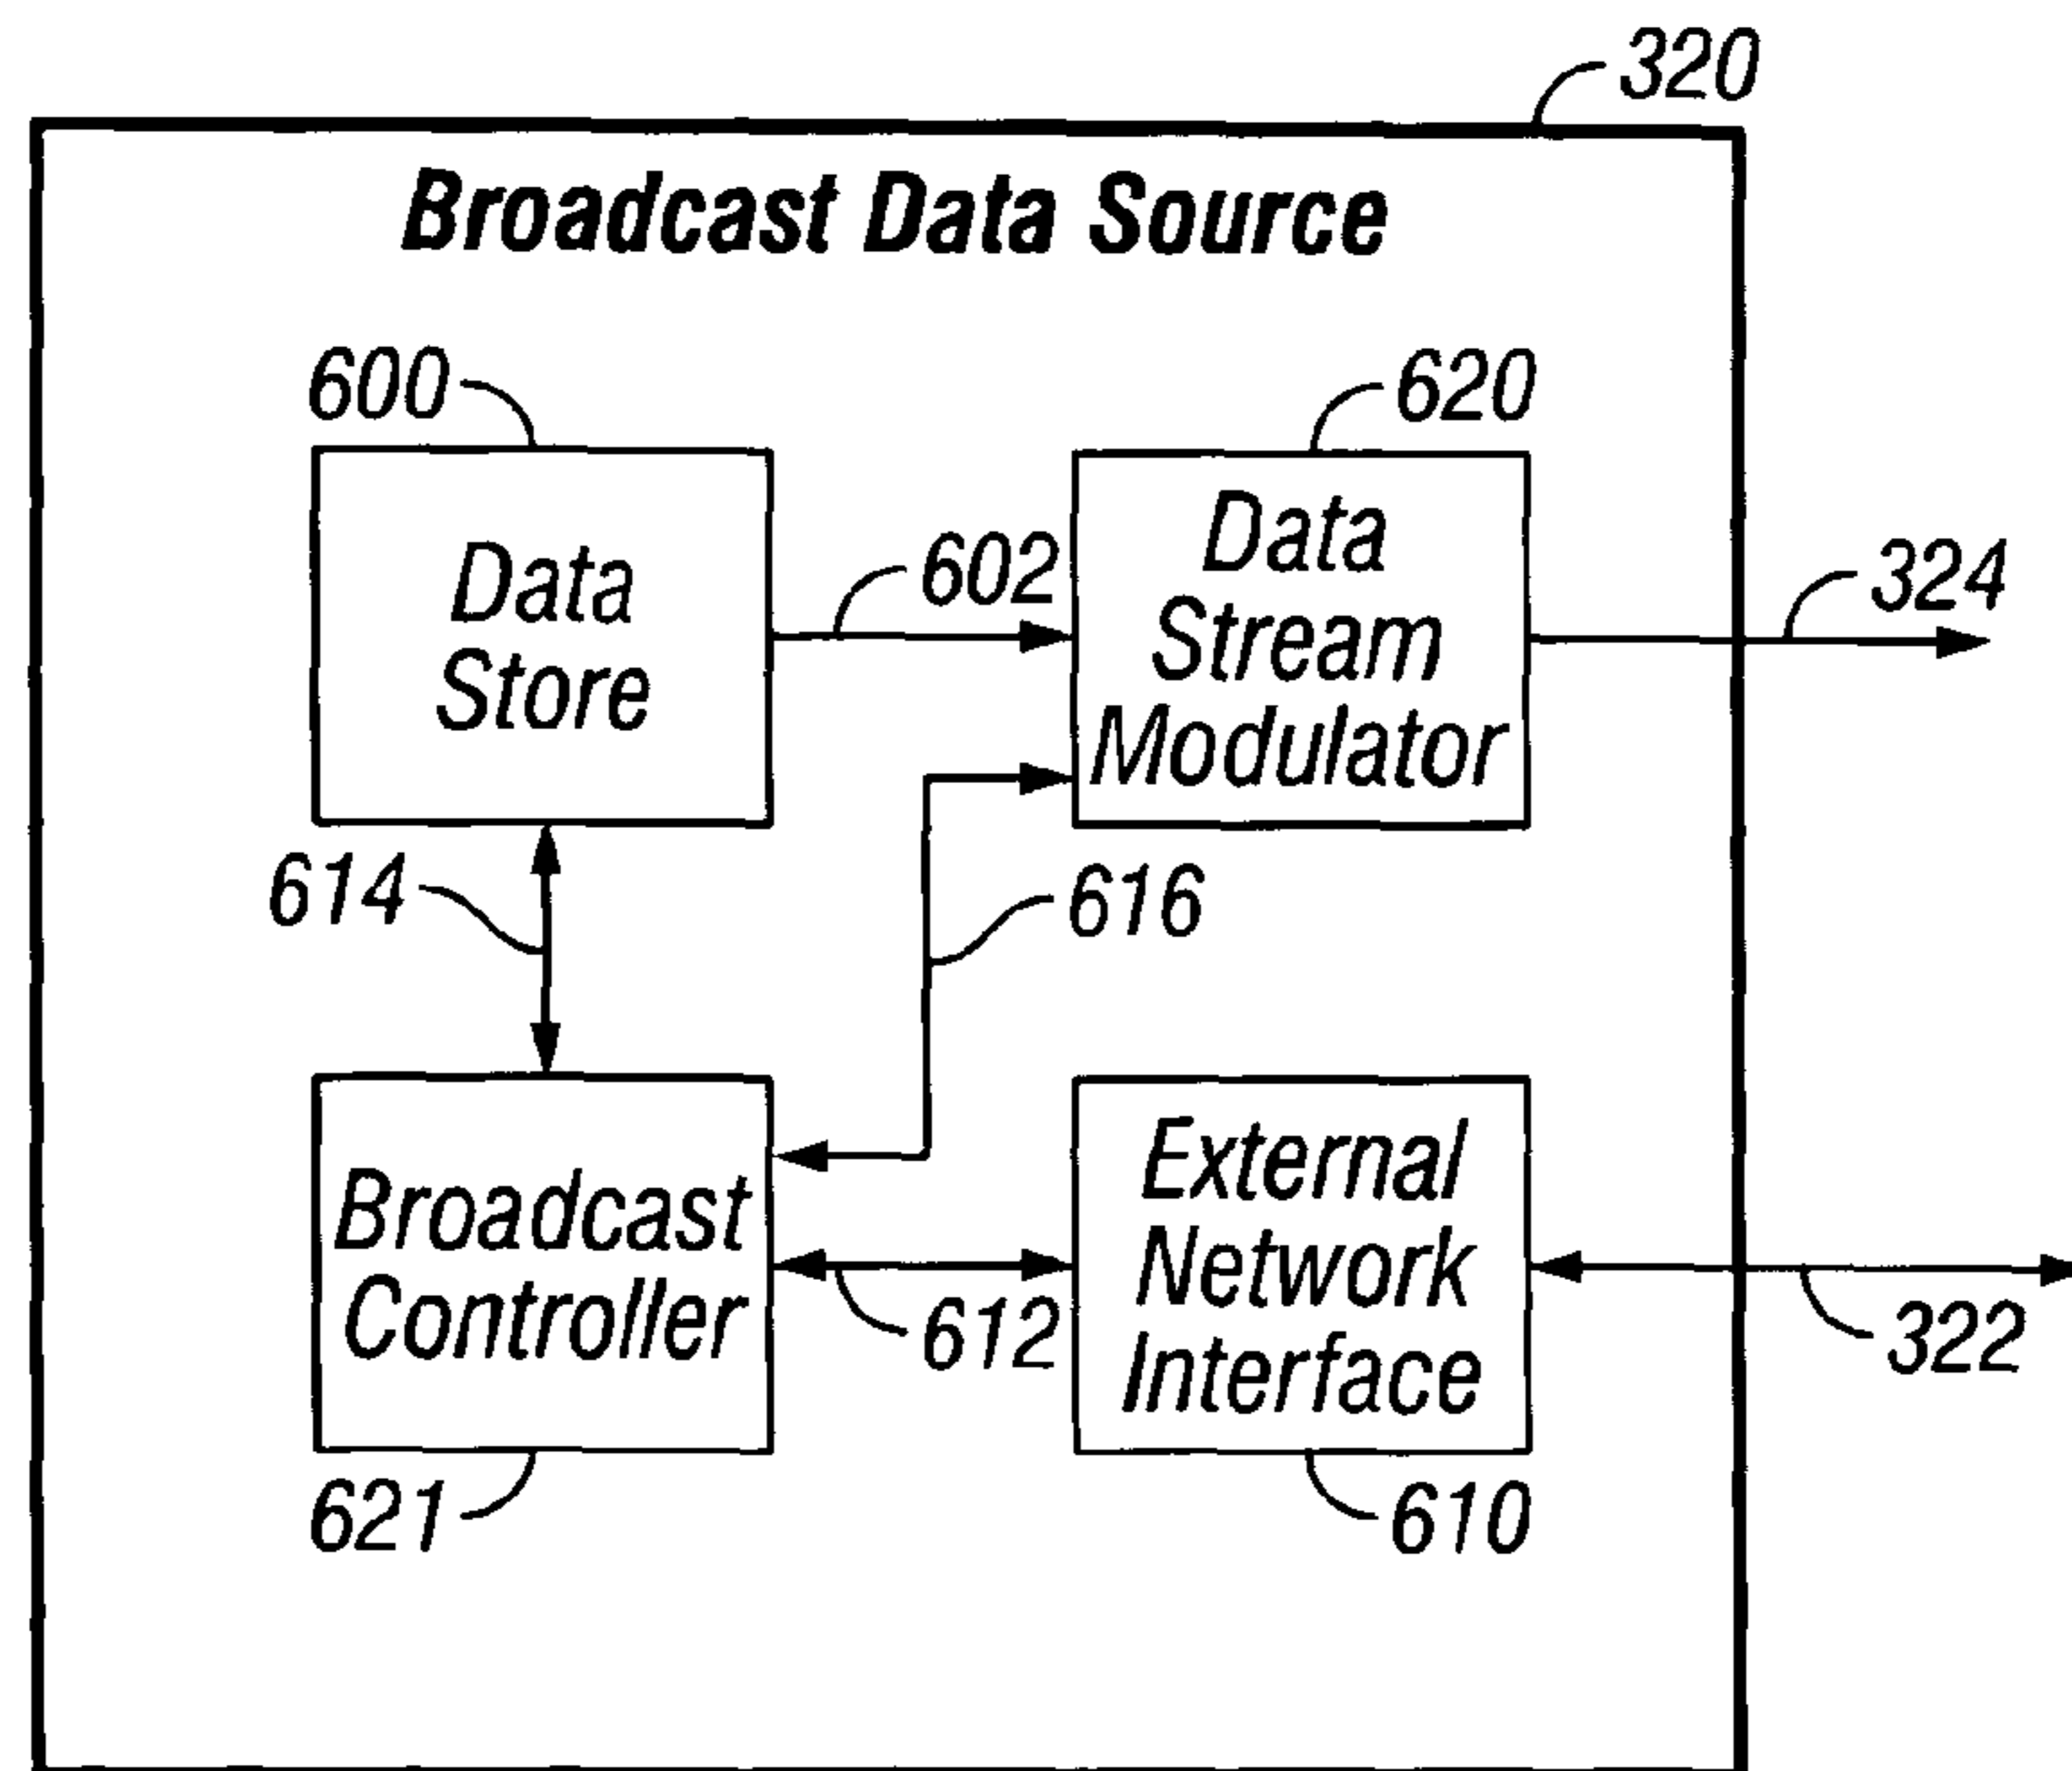 320
Broadcast Data Source
600
620
Data
Store
602
Data
Stream
Modulator
324
614
616
Broadcast
Controller
612
External
Network
Interface
322
621
610